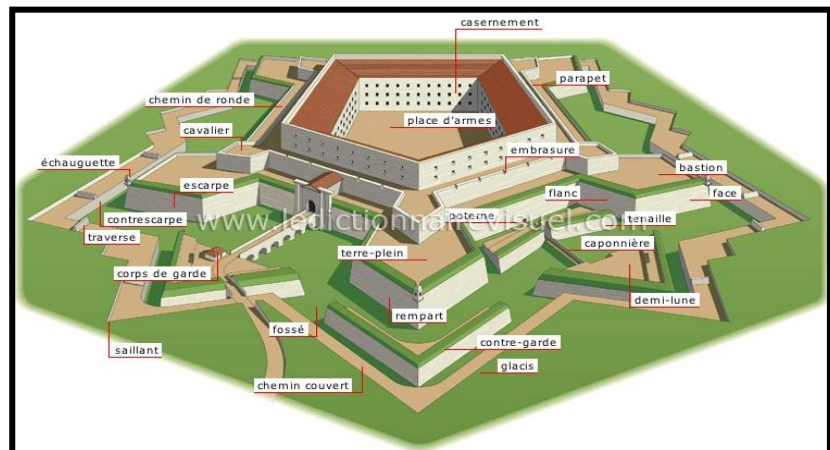 casernement
parapet
chemin de ronde
place d'armes
cavalier
embrasure
échauguette
bastion
escarpe
flanc
face
contrescarpe
www.ledictionnairevisuel.com
poterne
tenaille
traverse
caponnière
terre-plein
corps de garde
demi-lune
rempart
fossé
contre-garde
saillant
glacis
chemin couvert